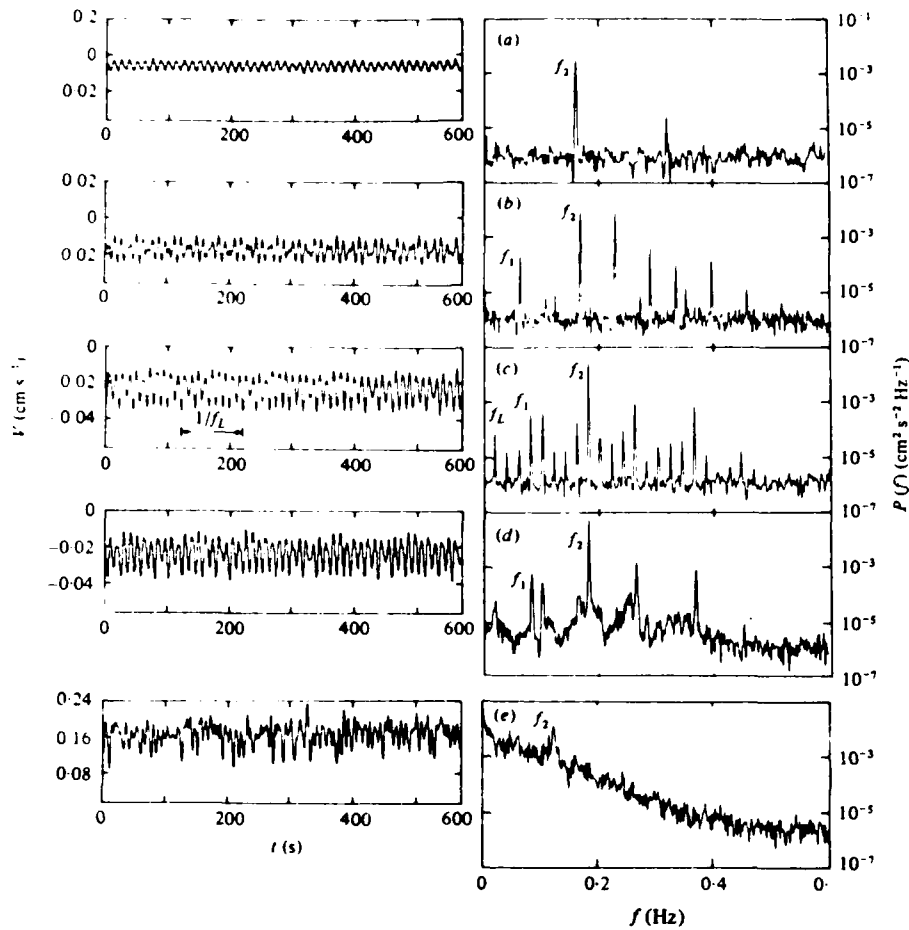 0 2
0
0·02
0 200 400 600
(a)
f2
10⁻¹
10⁻³
10⁻⁵
10⁻⁷
0·02
0
0 02
0 200 400 600
(b)
f1
f2
10⁻³
10⁻⁵
10⁻⁷
0
0·02
- 0·04
0 200 400 600
1/fL
(c)
fL
f1
f2
10⁻³
10⁻⁵
10⁻⁷
V (cm s⁻¹)
P(f) (cm² s⁻² Hz⁻¹)
0
−0·02
−0·04
0 200 400 600
(d)
f1
f2
10⁻³
10⁻⁵
10⁻⁷
0·24
0·16
0·08
0 200 400 600
t (s)
(e)
f2
10⁻³
10⁻⁵
10⁻⁷
0 0·2 0·4 0·
f (Hz)